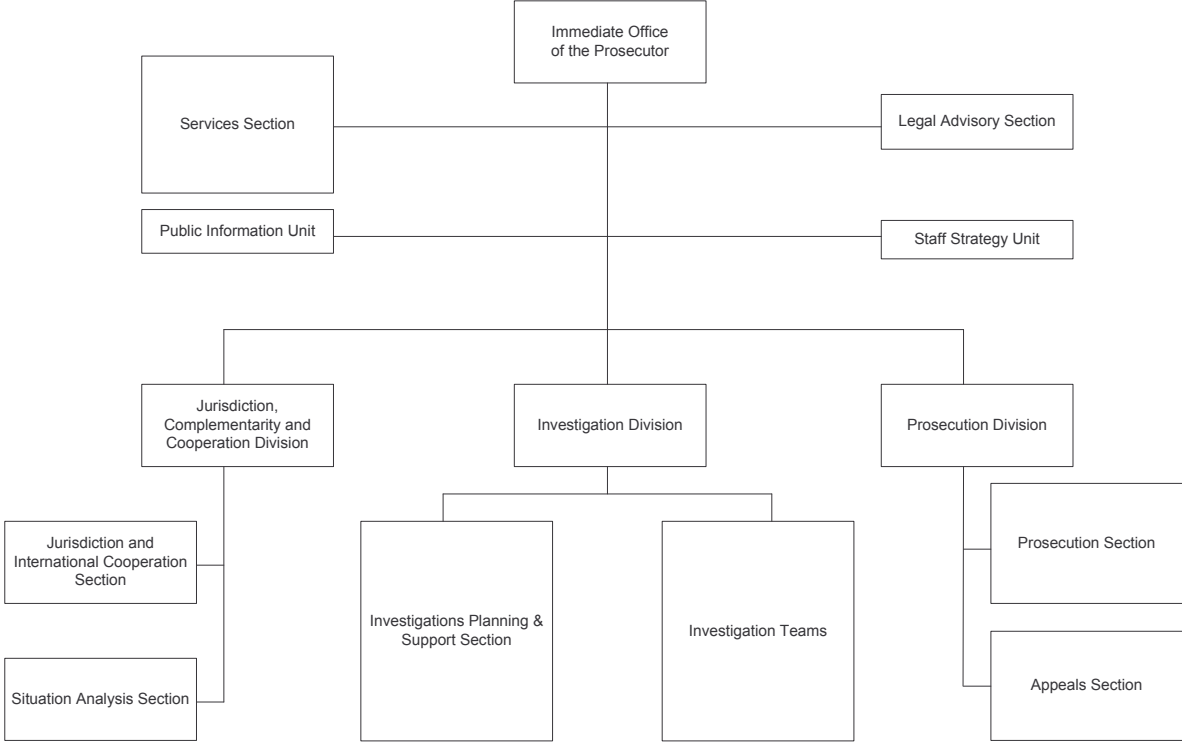 Immediate Office
of the Prosecutor
Services Section
Legal Advisory Section
Public Information Unit
Staff Strategy Unit
Jurisdiction,
Complementarity and
Cooperation Division
Investigation Division
Prosecution Division
Jurisdiction and
International Cooperation
Section
Prosecution Section
Investigations Planning &
Support Section
Investigation Teams
Situation Analysis Section
Appeals Section